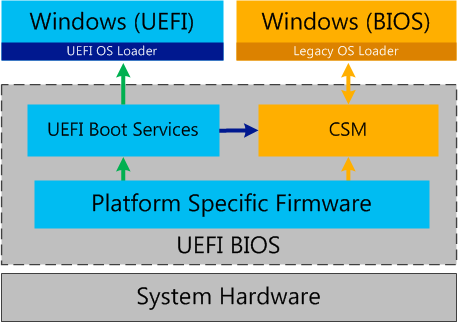 Windows (UEFI)
Windows (BIOS)
UEFI OS Loader
Legacy OS Loader
UEFI Boot Services
CSM
Platform Specific Firmware
UEFI BIOS
System Hardware